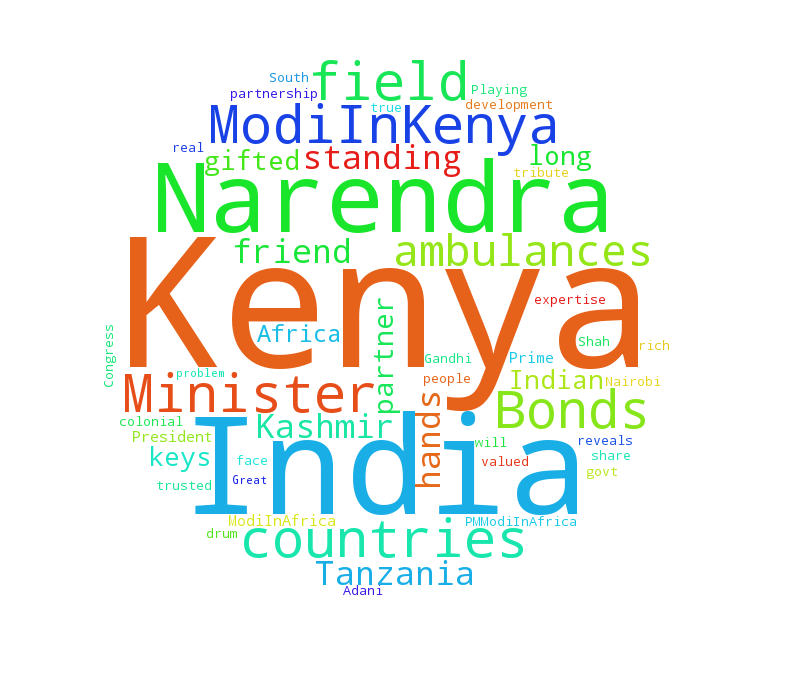 South
field
Playing
partnership
true
development
ModiInKenya
real
gifted
standing
long
tribute
Narendra
friend
ambulances
Kenya
expertise
Africa
partner
Congress
Gandhi
Prime
Shah
rich
problem
people
Indian
Nairobi
Minister
hands
Bonds
colonial
Kashmir
President
will
reveals
keys
face
valued
share
India
Great
govt
trusted
ModiInAfrica
PMModiInAfrica
drum
countries
Tanzania
Adani